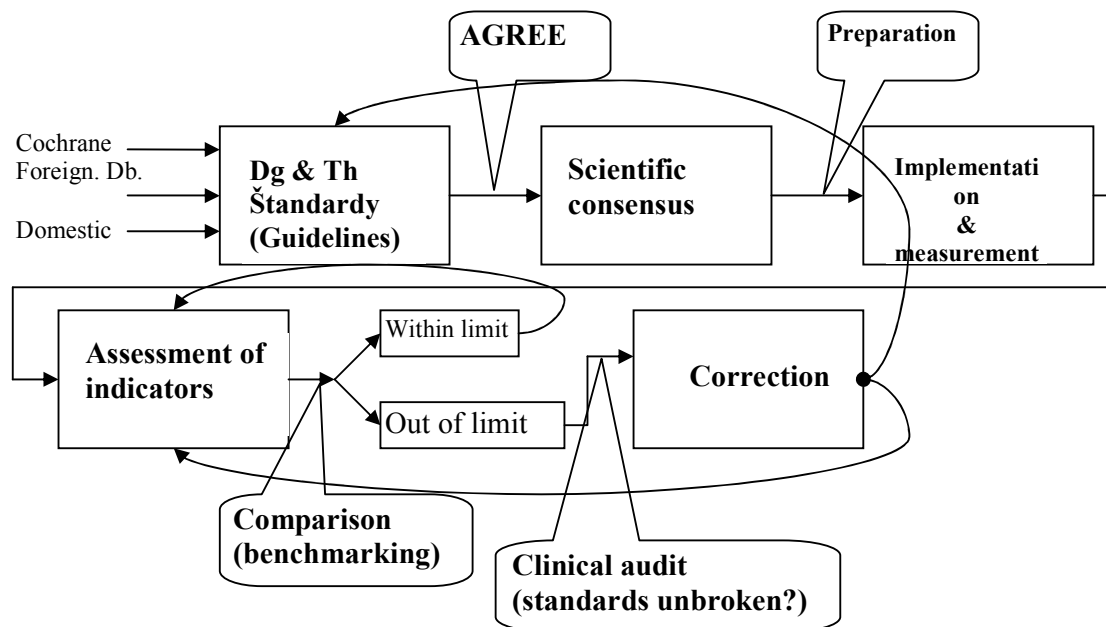 AGREE
Preparation
Cochrane
Foreign. Db.
Domestic
Dg & Th
Štandardy
(Guidelines)
Scientific
consensus
Implementati
on
&
measurement
Assessment of
indicators
Within limit
Out of limit
Correction
Comparison
(benchmarking)
Clinical audit
(standards unbroken?)